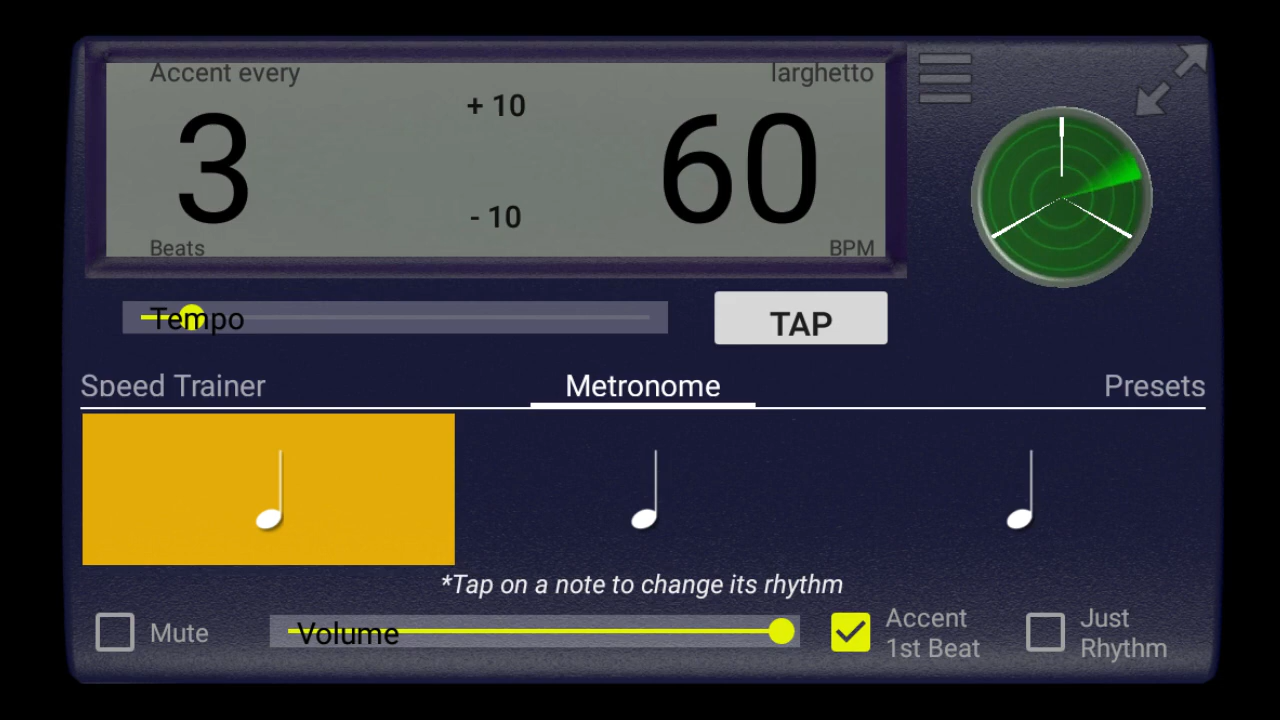 Accent every
larghetto
+ 10
3
60
- 10
Beats
BPM
Tempo
TAP
Speed Trainer
Metronome
Presets
*Tap on a note to change its rhythm
Mute
Volume
Accent
1st Beat
Just
Rhythm